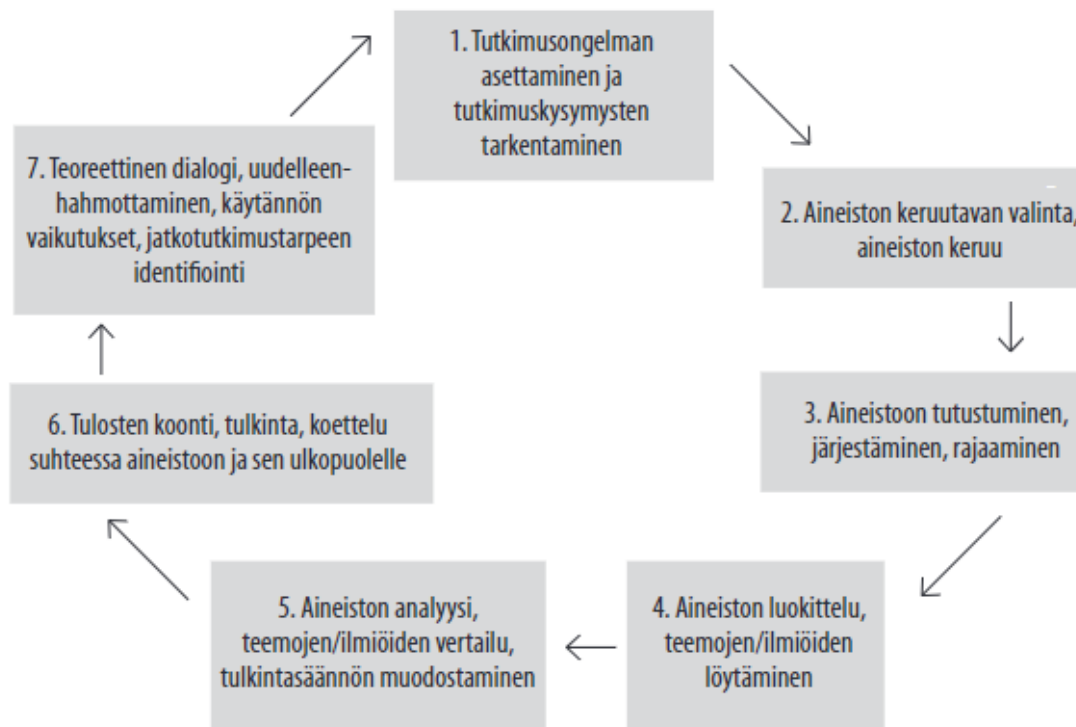 1. Tutkimusongelman
asettaminen ja
tutkimuskysymysten
tarkentaminen
2. Aineiston keruutavan valinta,
aineiston keruu
3. Aineistoon tutustuminen,
järjestäminen, rajaaminen
4. Aineiston luokittelu,
teemojen/ilmiöiden
löytäminen
5. Aineiston analyysi,
teemojen/ilmiöiden vertailu,
tulkintasäännön muodostaminen
6. Tulosten koonti, tulkinta, koettelu
suhteessa aineistoon ja sen ulkopuolelle
7. Teoreettinen dialogi, uudelleen-
hahmottaminen, käytännön
vaikutukset, jatkotutkimustarpeen
identifiointi